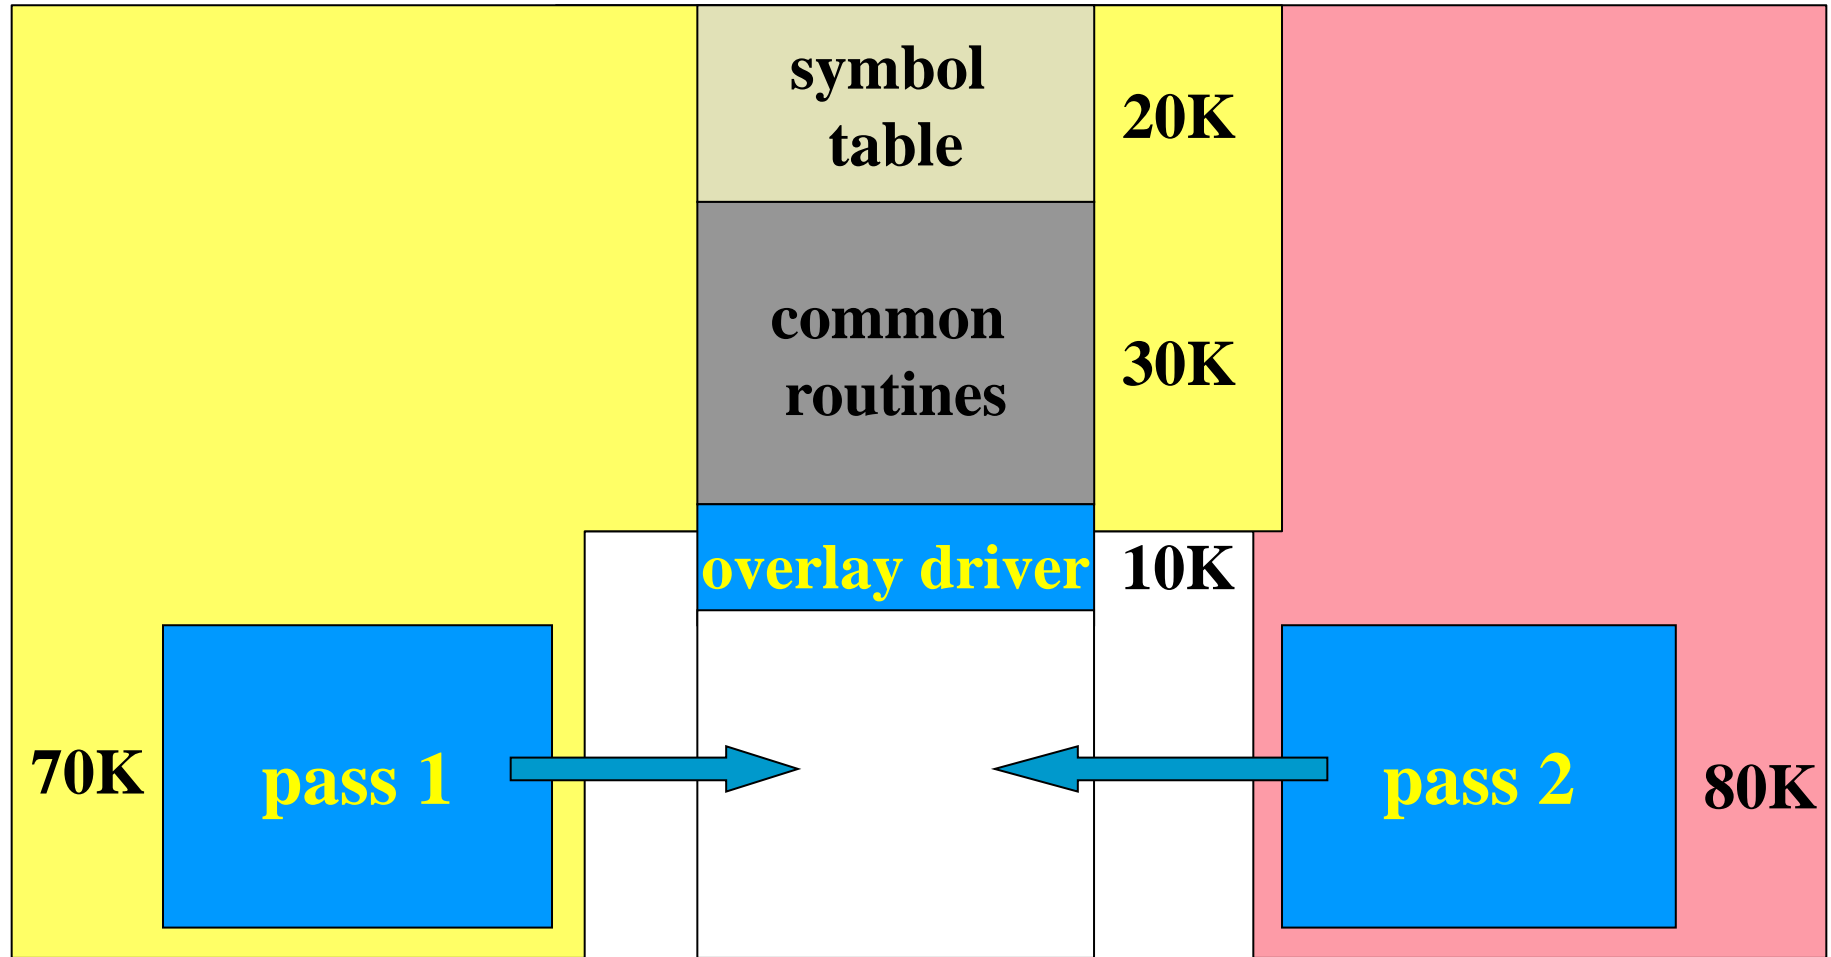 symbol
table
20K
common
routines
30K
overlay driver
10K
70K
pass 1
pass 2
80K